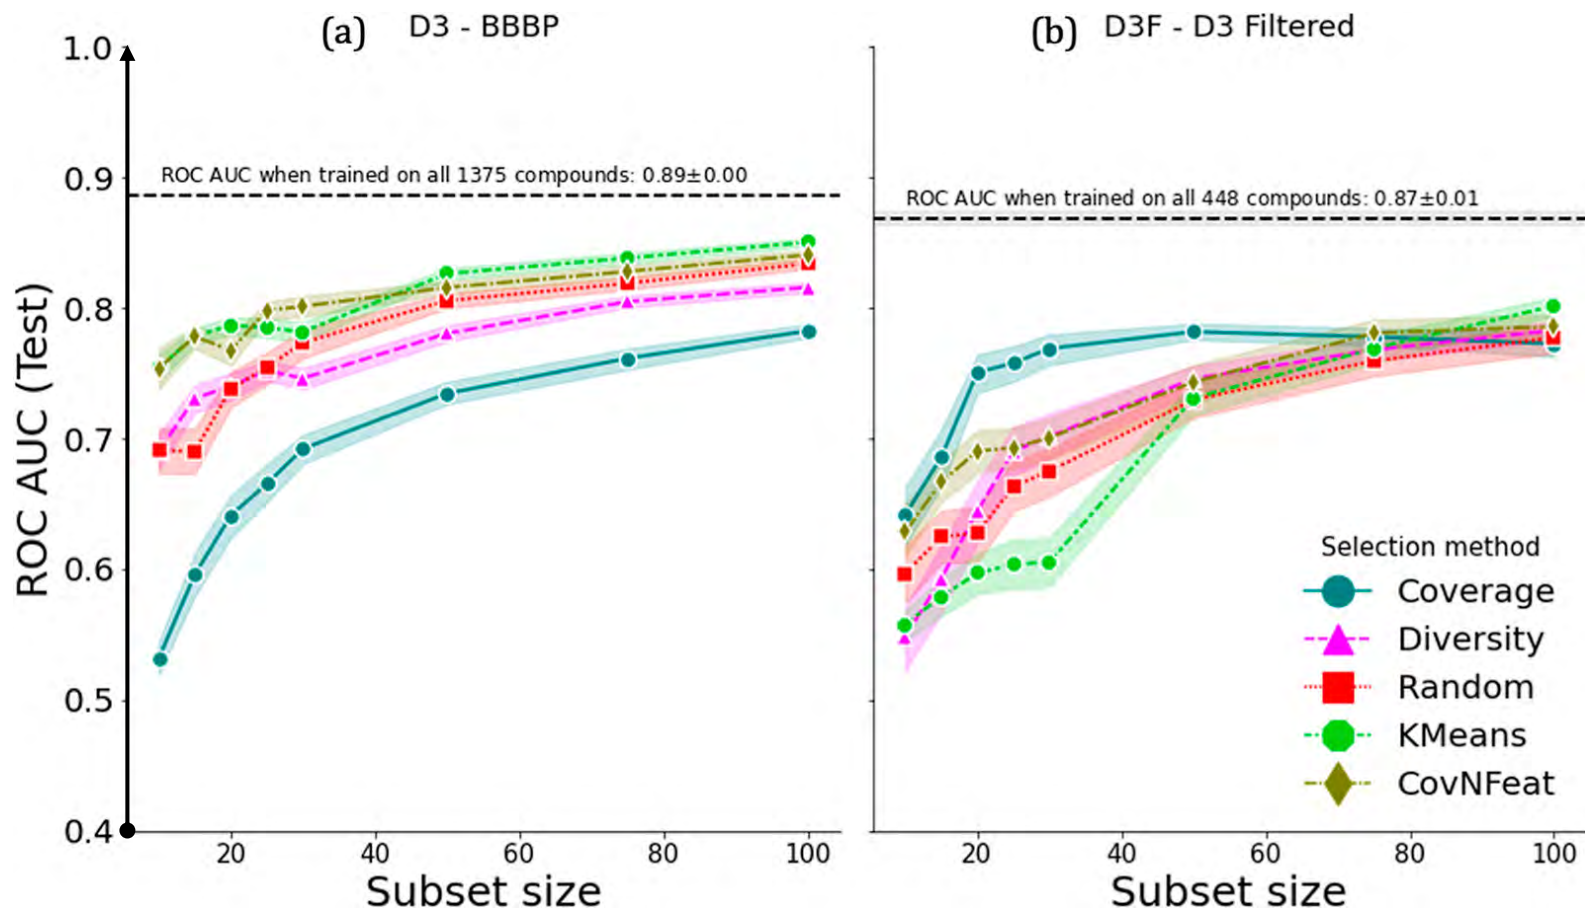 (a) D3 - BBBP
(b) D3F - D3 Filtered
ROC AUC (Test)
1.0
0.9
0.8
0.7
0.6
0.5
0.4
ROC AUC when trained on all 1375 compounds: 0.89±0.00
ROC AUC when trained on all 448 compounds: 0.87±0.01
Selection method
Coverage
Diversity
Random
KMeans
CovNFeat
20 40 60 80 100
20 40 60 80 100
Subset size
Subset size